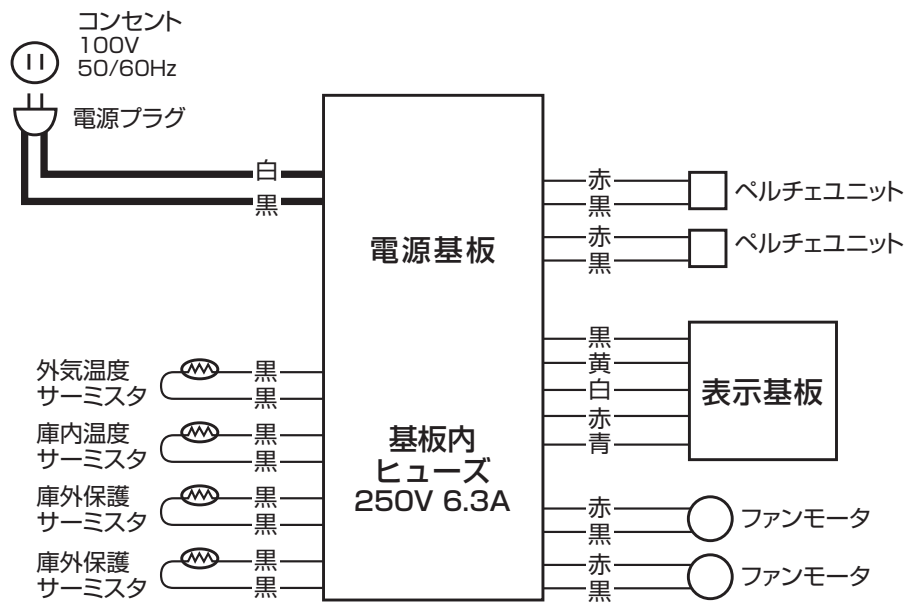 コンセント
100V
50/60Hz
電源プラグ
白
黒
電源基板
基板内
ヒューズ
250V 6.3A
外気温度
サーミスタ
黒
黒
庫内温度
サーミスタ
黒
黒
庫外保護
サーミスタ
黒
黒
庫外保護
サーミスタ
黒
黒
赤
黒
ペルチェユニット
赤
黒
ペルチェユニット
黒
黄
白
赤
青
表示基板
赤
黒
ファンモータ
赤
黒
ファンモータ